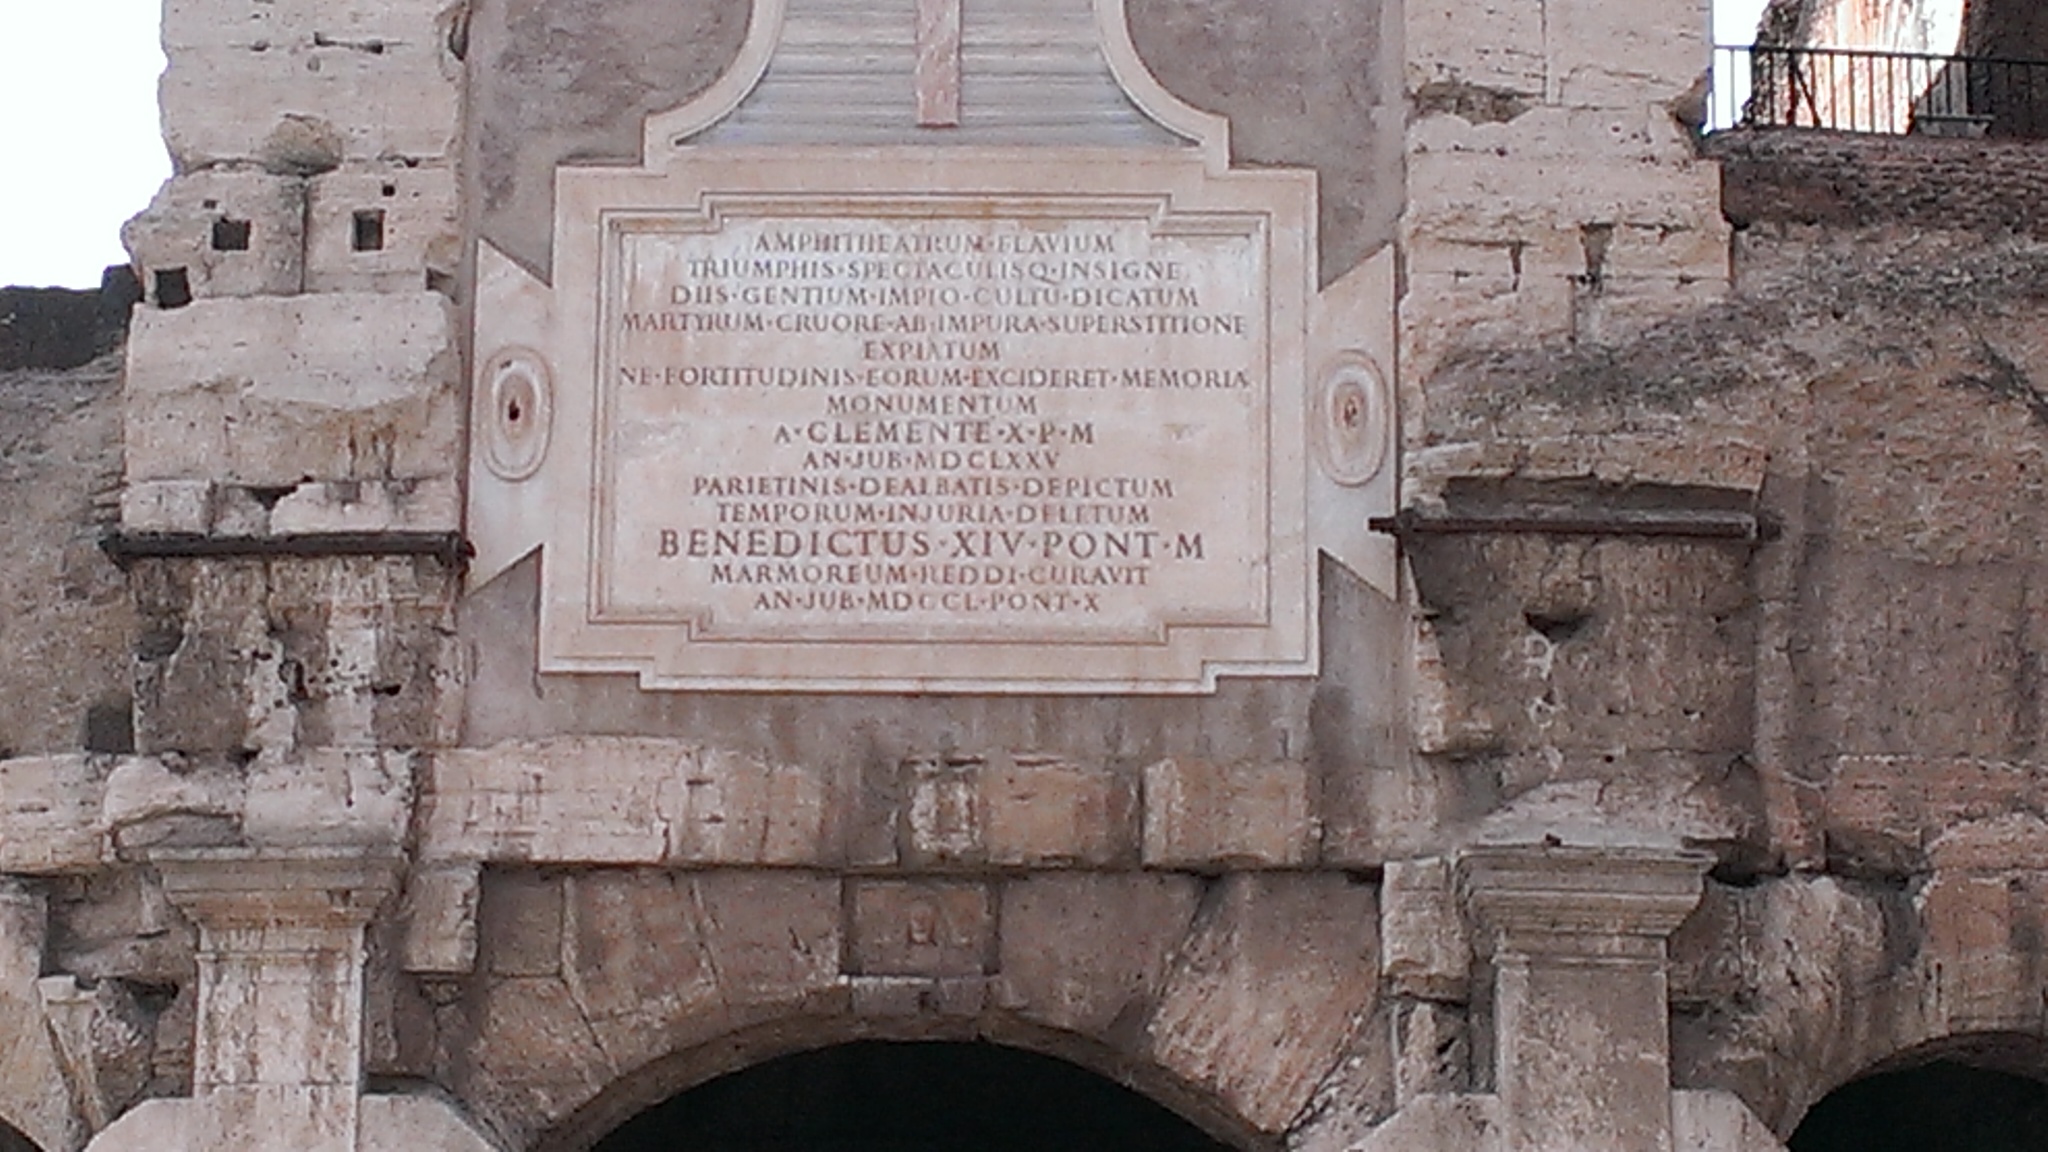 AMPHITHEATRUM·FLAVIUM
TRIUMPHIS·SPECTACULISQ·INSIGNE
DIIS·GENTIUM·IMPIO·CULTU·DICATUM
MARTYRUM·CRUORE·AB·IMPURA·SUPERSTITIONE
EXPIATUM
NE·FORTITUDINIS·EORUM·EXCIDERET·MEMORIA
MONUMENTUM
A·CLEMENTE·X·P·M
AN·JUB·MDCLXXV
PARIETINIS·DEALBATIS·DEPICTUM
TEMPORUM·INJURIA·DELETUM
BENEDICTUS·XIV·PONT·M
MARMOREUM·REDDI·CURAVIT
AN·JUB·MDCCL·PONT·X